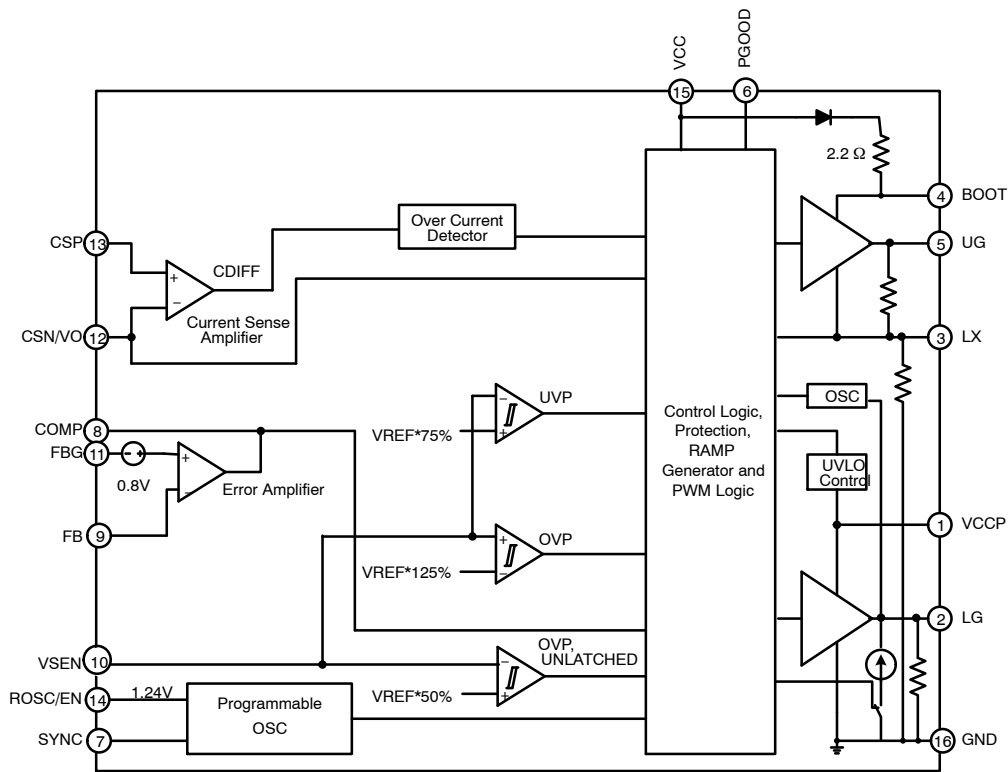 VCC
PGOOD
15
6
2.2 Ω
4
BOOT
Over Current
Detector
CSP
13
5
UG
CDIFF
+
−
Current Sense
Amplifier
CSN/VO
12
3
LX
UVP
OSC
−
+
VREF*75%
Control Logic,
Protection,
RAMP
Generator and
PWM Logic
COMP
8
FBG
11
- +
0.8V
+
−
Error Amplifier
UVLO
Control
FB
9
1
VCCP
+
−
OVP
VREF*125%
2
LG
OVP,
UNLATCHED
VSEN
10
−
+
VREF*50%
ROSC/EN
14
1.24V
Programmable
OSC
SYNC
7
16
GND